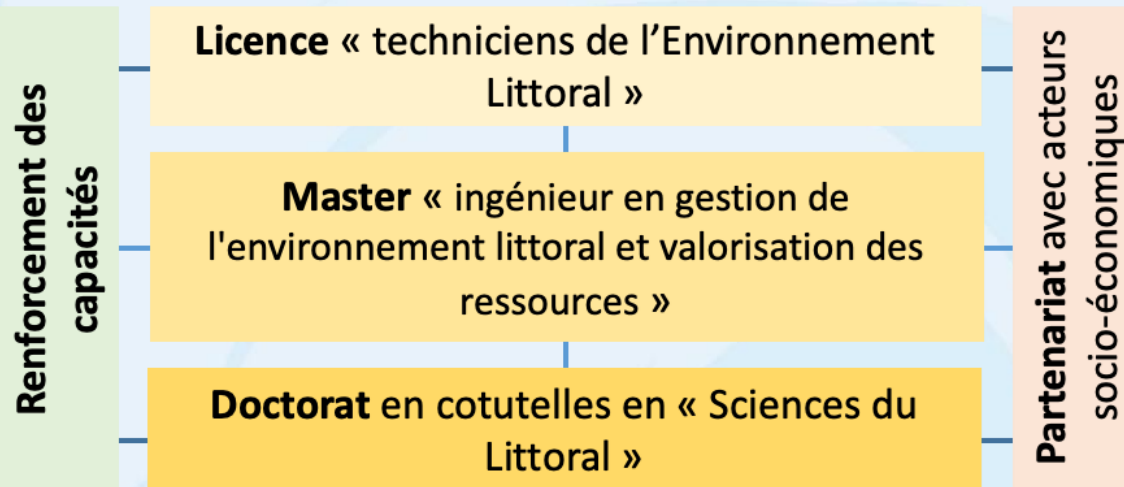 Renforcement des
capacités
Licence « techniciens de l’Environnement
Littoral »
Master « ingénieur en gestion de
l'environnement littoral et valorisation des
ressources »
Doctorat en cotutelles en « Sciences du
Littoral »
Partenariat avec acteurs
socio-économiques